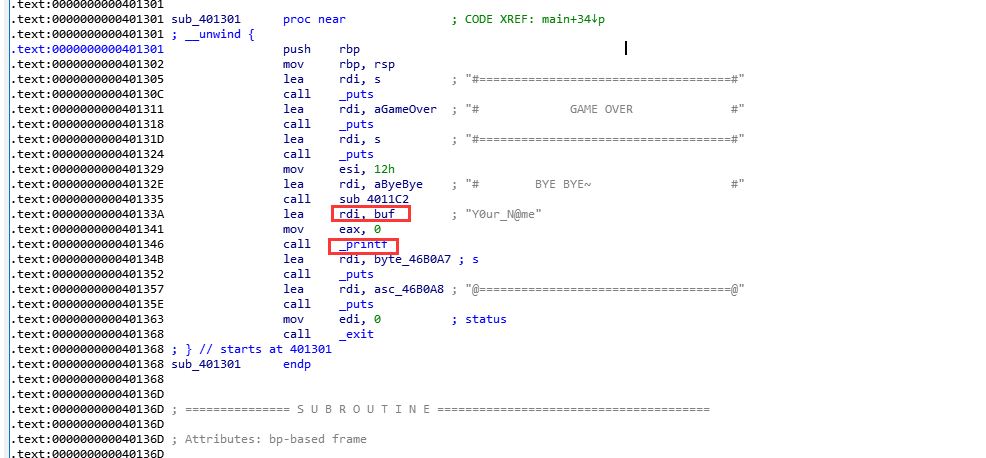 .text:0000000000401301
.text:0000000000401301 sub_401301 proc near ; CODE XREF: main+34↓p
.text:0000000000401301 ; __unwind {
.text:0000000000401301 push rbp
.text:0000000000401302 mov rbp, rsp
.text:0000000000401305 lea rdi, s ; "#====================================#"
.text:000000000040130C call _puts
.text:0000000000401311 lea rdi, aGameOver ; "# GAME OVER #"
.text:0000000000401318 call _puts
.text:000000000040131D lea rdi, s ; "#====================================#"
.text:0000000000401324 call _puts
.text:0000000000401329 mov esi, 12h
.text:000000000040132E lea rdi, aByeBye ; "# BYE BYE~ #"
.text:0000000000401335 call sub_4011C2
.text:000000000040133A lea rdi, buf ; "Y0ur_N@me"
.text:0000000000401341 mov eax, 0
.text:0000000000401346 call _printf
.text:000000000040134B lea rdi, byte_46B0A7 ; s
.text:0000000000401352 call _puts
.text:0000000000401357 lea rdi, asc_46B0A8 ; "@====================================@"
.text:000000000040135E call _puts
.text:0000000000401363 mov edi, 0 ; status
.text:0000000000401368 call _exit
.text:0000000000401368 ; } // starts at 401301
.text:0000000000401368 sub_401301 endp
.text:0000000000401368
.text:000000000040136D
.text:000000000040136D ; =============== S U B R O U T I N E =======================================
.text:000000000040136D
.text:000000000040136D ; Attributes: bp-based frame
.text:000000000040136D